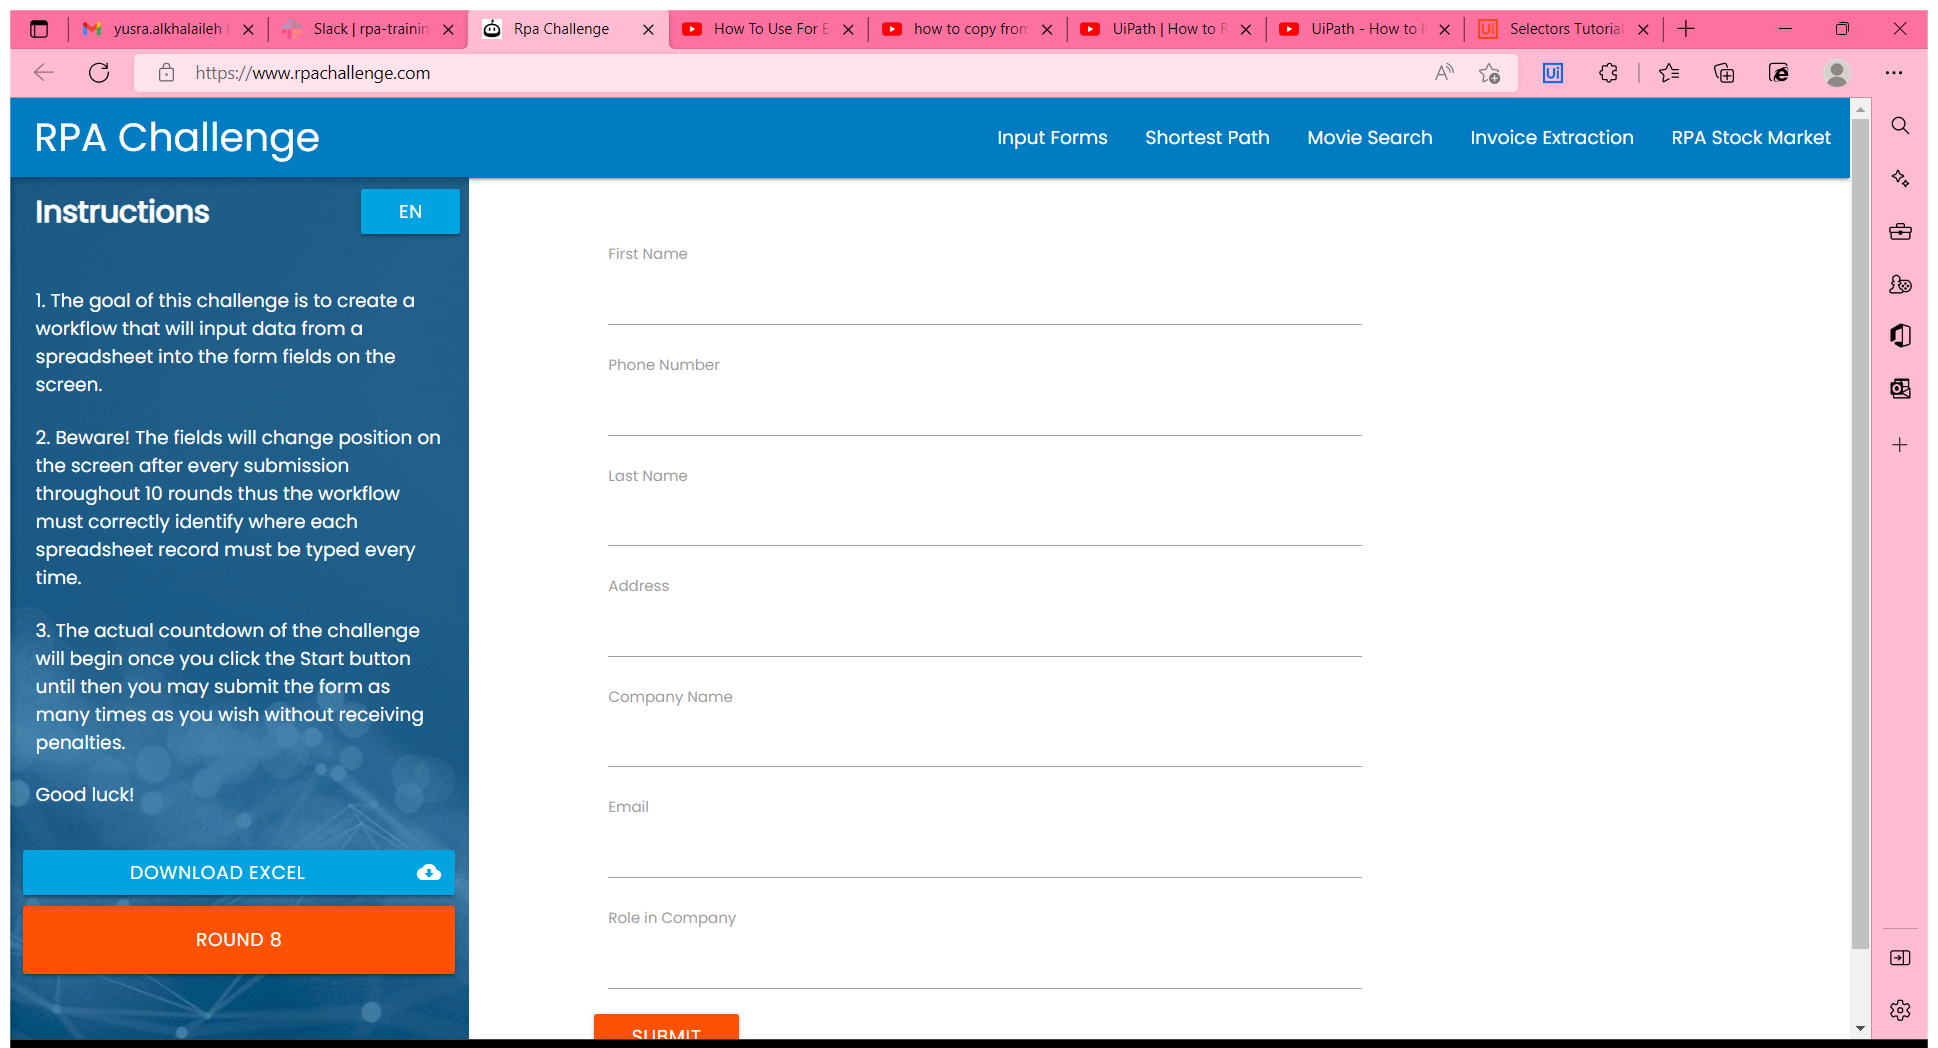 yusra.alkhalaileh
Slack | rpa-training
Rpa Challenge
How To Use For E
how to copy from
UiPath | How to R
UiPath - How to
Selectors Tutorial
https://www.rpachallenge.com
Ui
RPA Challenge
Input Forms
Shortest Path
Movie Search
Invoice Extraction
RPA Stock Market
Instructions
EN
1. The goal of this challenge is to create a
workflow that will input data from a
spreadsheet into the form fields on the
screen.
2. Beware! The fields will change position on
the screen after every submission
throughout 10 rounds thus the workflow
must correctly identify where each
spreadsheet record must be typed every
time.
3. The actual countdown of the challenge
will begin once you click the Start button
until then you may submit the form as
many times as you wish without receiving
penalties.
Good luck!
DOWNLOAD EXCEL
ROUND 8
First Name
Phone Number
Last Name
Address
Company Name
Email
Role in Company
SUBMIT